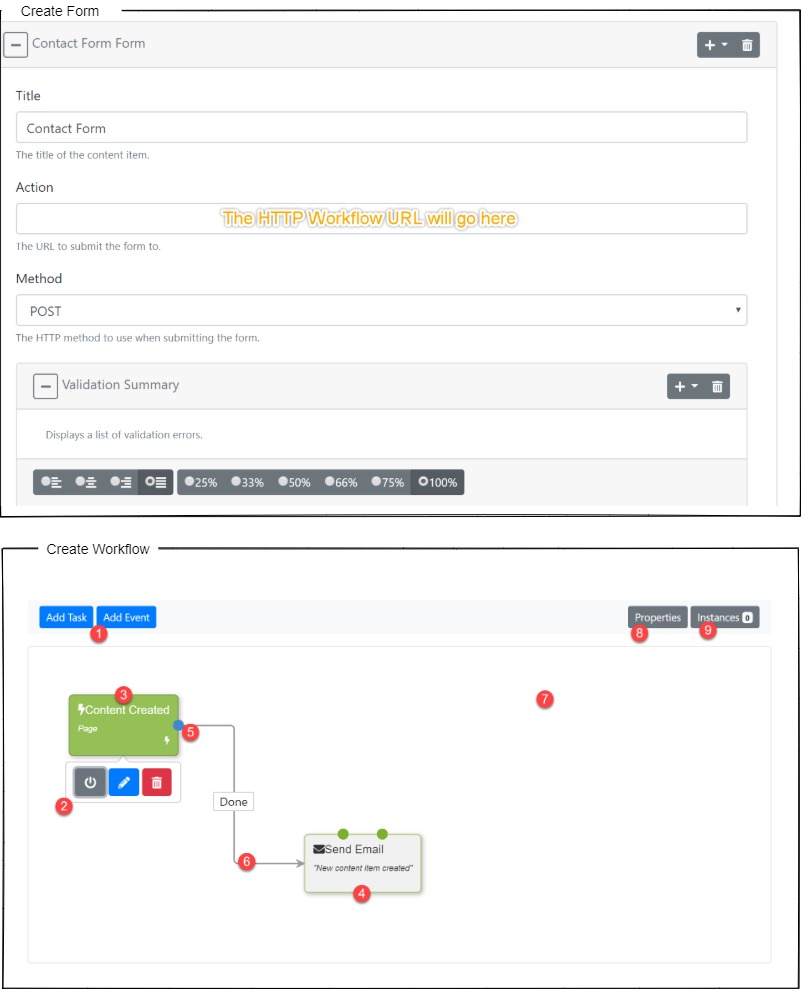 Create Form
Contact Form Form
Title
Contact Form
The title of the content item.
Action
The HTTP Workflow URL will go here
The URL to submit the form to.
Method
POST
The HTTP method to use when submitting the form.
Validation Summary
Displays a list of validation errors.
25% 33% 50% 66% 75% 100%
Create Workflow
Add Task Add Event Properties Instances 0
1 8 9
3 7
Content Created
Page
5
2
Done
Send Email
6
"New content item created"
4